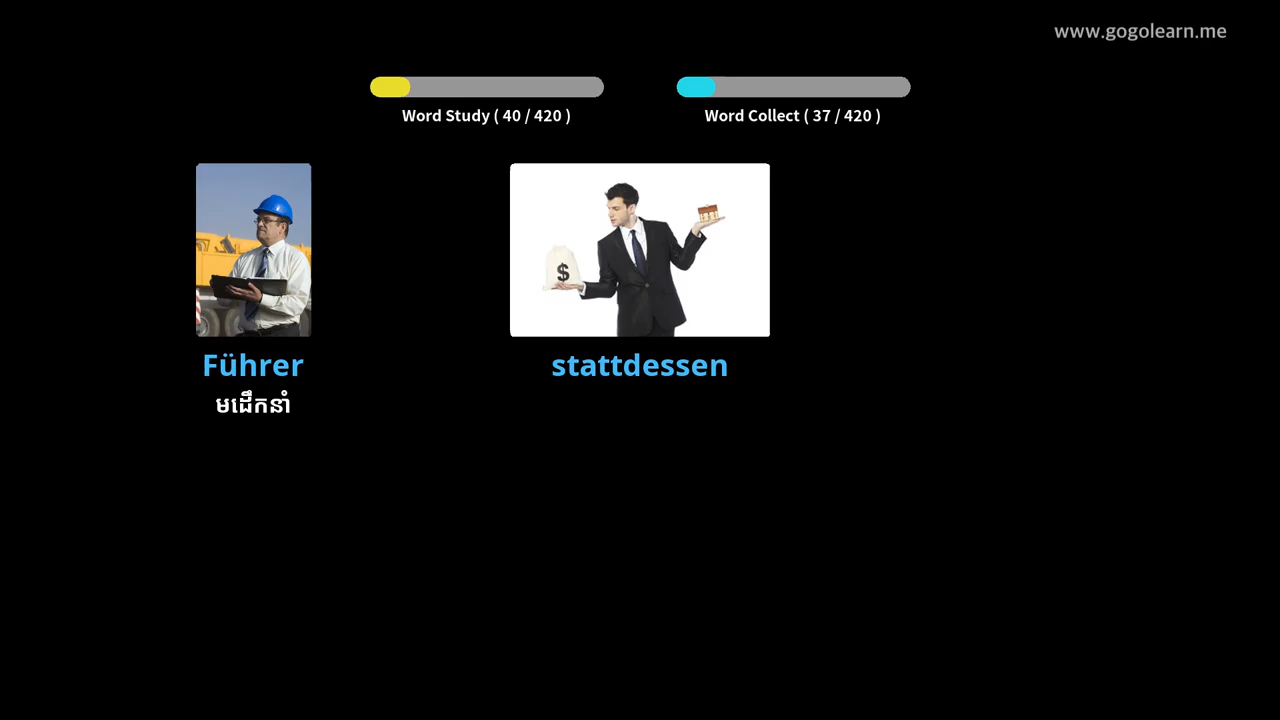 www.gogolearn.me
Word Study ( 40 / 420 )
Word Collect ( 37 / 420 )
$
Führer
stattdessen
មដឹកនាំ